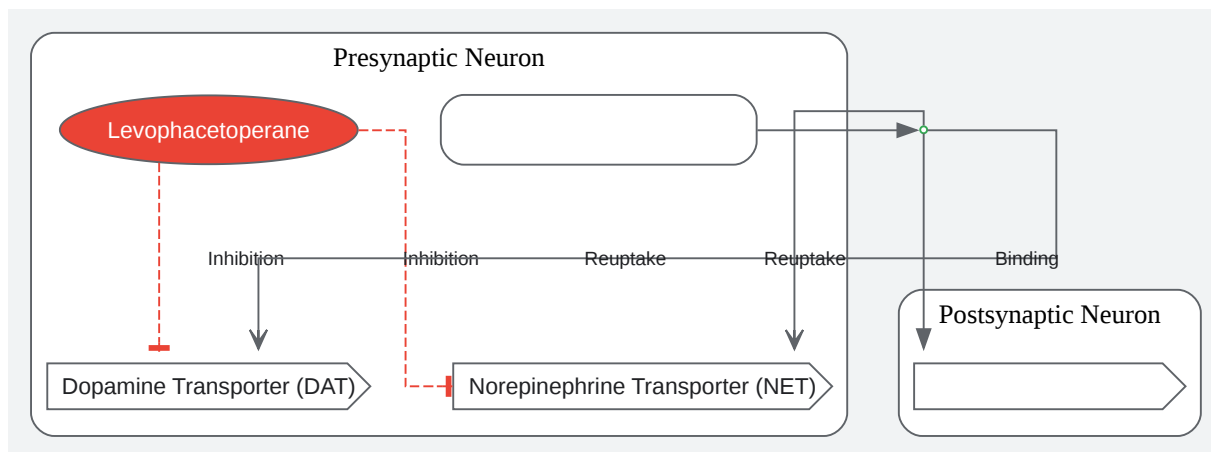 Presynaptic Neuron
Levophacetoperane
Inhibition
Inhibition
Reuptake
Reuptake
Binding
Postsynaptic Neuron
Dopamine Transporter (DAT)
Norepinephrine Transporter (NET)